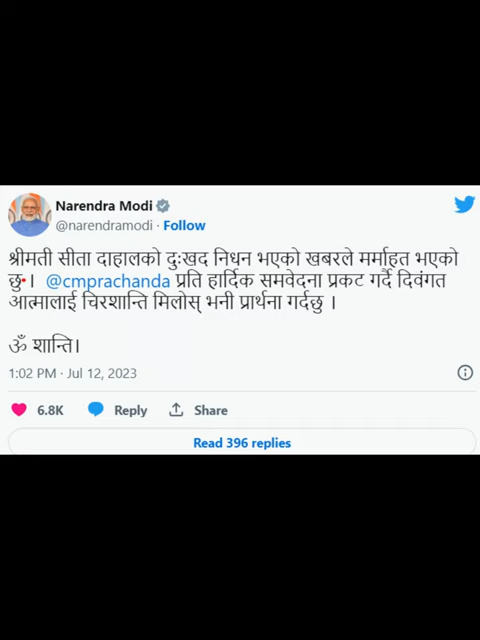 Narendra Modi
@narendramodi · Follow
श्रीमती सीता दाहालको दुःखद निधन भएको खबरले मर्माहत भएको
छु। @cmprachanda प्रति हार्दिक समवेदना प्रकट गर्दै दिवंगत
आत्मालाई चिरशान्ति मिलोस् भनी प्रार्थना गर्दछु ।
ॐ शान्ति।
1:02 PM · Jul 12, 2023
6.8K Reply Share
Read 396 replies